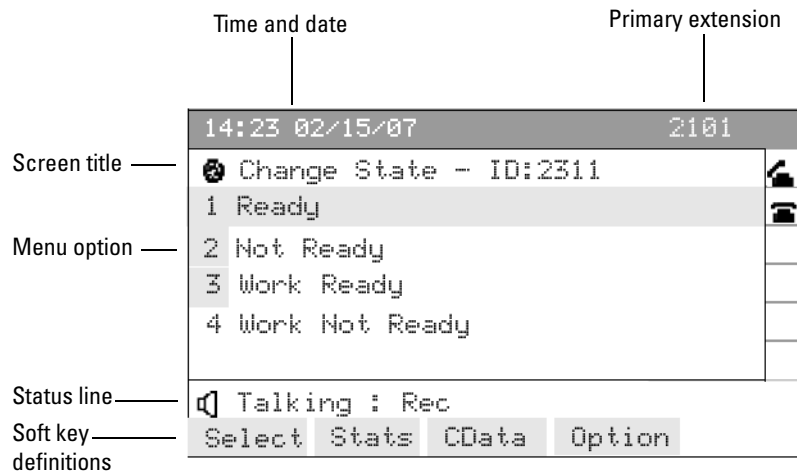 Time and date
Primary extension
14:23 02/15/07 2101
Screen title
Change State - ID:2311
1 Ready
Menu option
2 Not Ready
3 Work Ready
4 Work Not Ready
Status line
Talking : Rec
Soft key
definitions
Select Stats CData Option